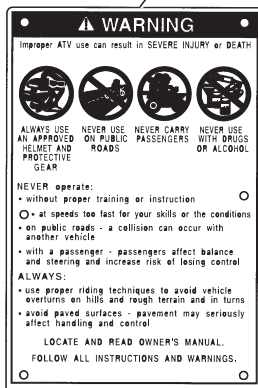 WARNING
Improper ATV use can result in SEVERE INJURY or DEATH
ALWAYS USE
AN APPROVED
HELMET AND
PROTECTIVE
GEAR
NEVER USE
ON PUBLIC
ROADS
NEVER CARRY
PASSENGERS
NEVER USE
WITH DRUGS
OR ALCOHOL
NEVER operate:
• without proper training or instruction
• at speeds too fast for your skills or the conditions
• on public roads - a collision can occur with
another vehicle
• with a passenger - passengers affect balance
and steering and increase risk of losing control
ALWAYS:
• use proper riding techniques to avoid vehicle
overturns on hills and rough terrain and in turns
• avoid paved surfaces - pavement may seriously
affect handling and control
LOCATE AND READ OWNER'S MANUAL.
FOLLOW ALL INSTRUCTIONS AND WARNINGS.